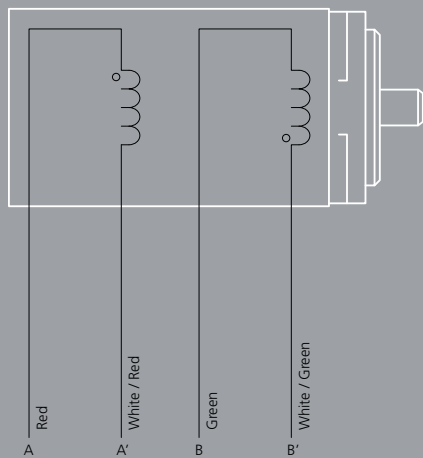 Red
White / Red
Green
White / Green
A
A'
B
B'